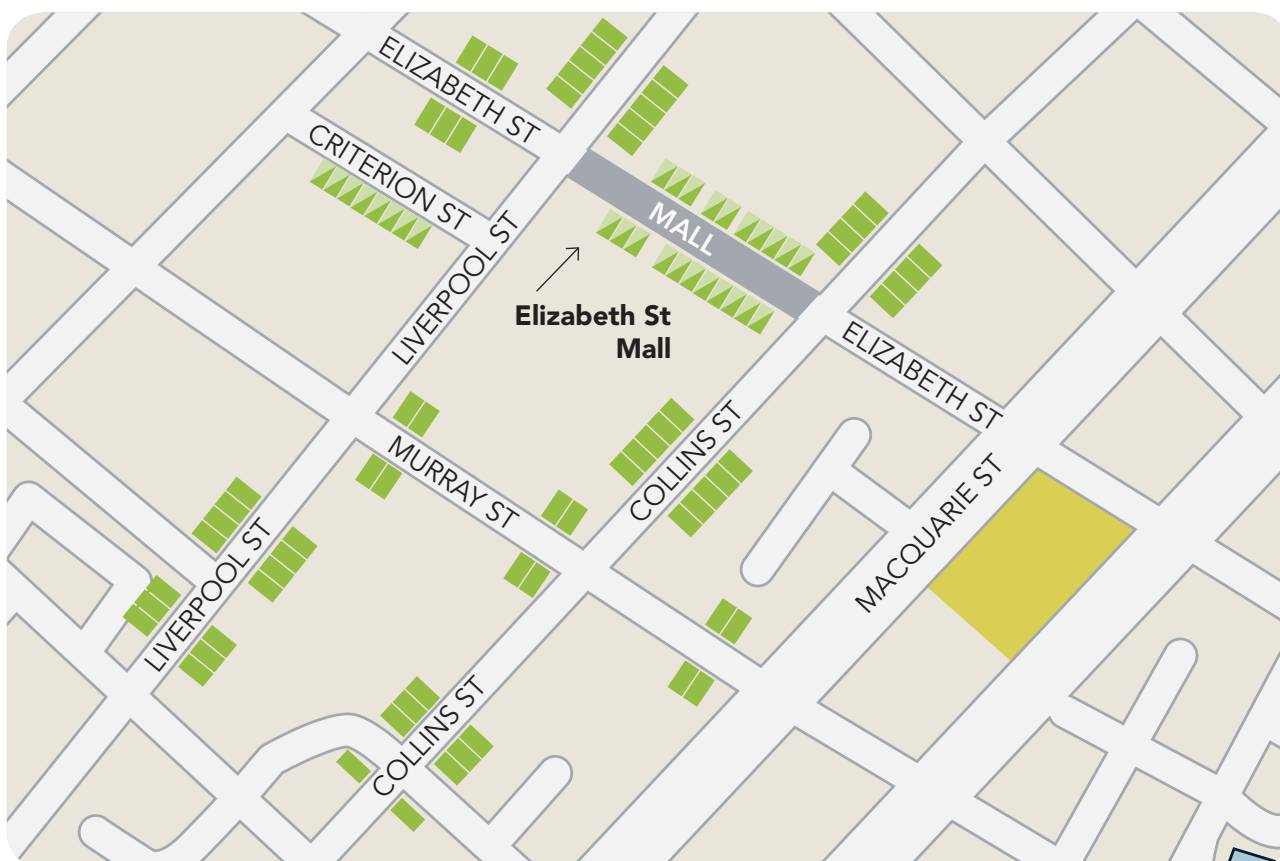 ELIZABETH ST
CRITERION ST
MALL
LIVERPOOL ST
Elizabeth St
Mall
ELIZABETH ST
COLLINS ST
MURRAY ST
MACQUARIE ST
LIVERPOOL ST
COLLINS ST